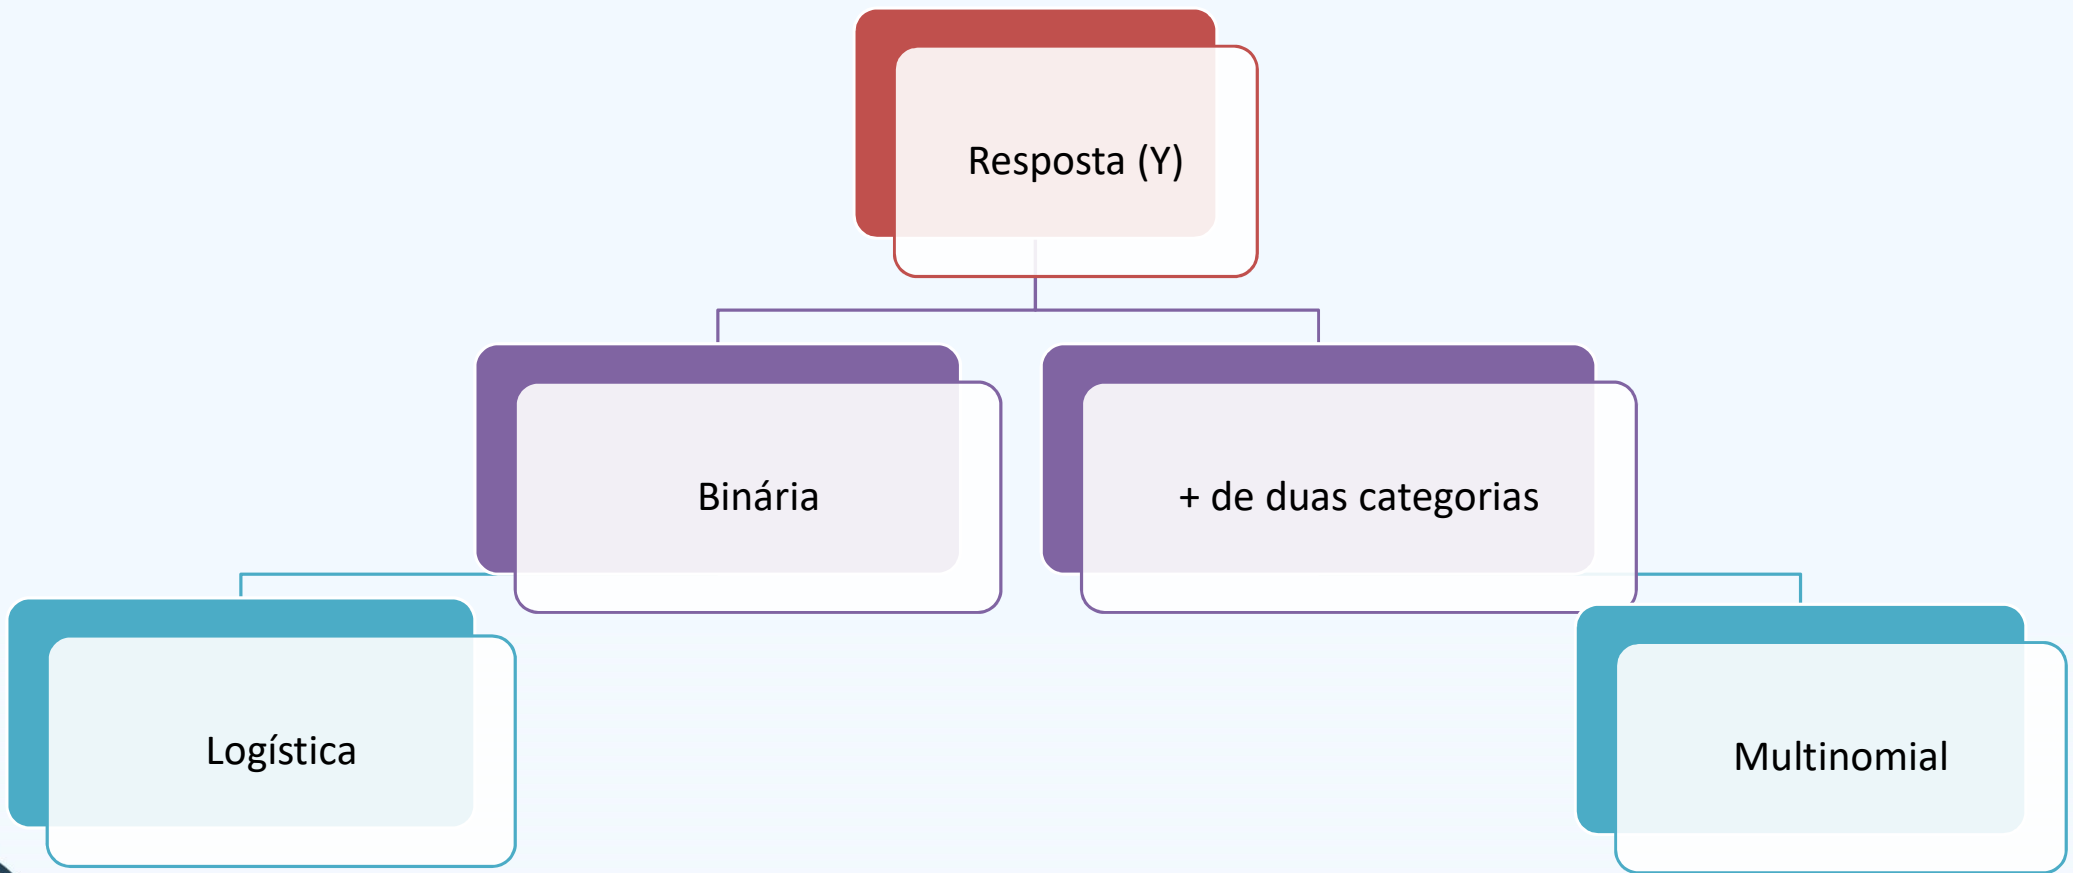 Resposta (Y)
Binária
+ de duas categorias
Logística
Multinomial